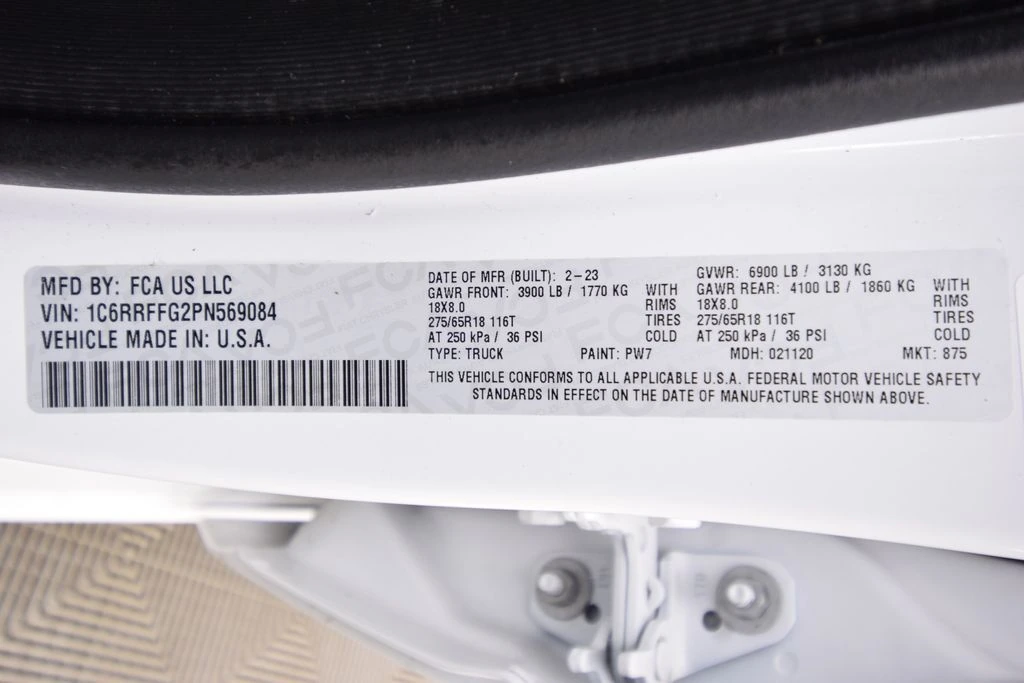 MFD BY: FCA US LLC
VIN: 1C6RRFFG2PN569084
VEHICLE MADE IN: U.S.A.
DATE OF MFR (BUILT): 2-23
GVWR: 6900 LB / 3130 KG
GAWR FRONT: 3900 LB / 1770 KG WITH
18X8.0 RIMS
275/65R18 116T TIRES
AT 250 kPa / 36 PSI COLD
GAWR REAR: 4100 LB / 1860 KG WITH
18X8.0 RIMS
275/65R18 116T TIRES
AT 250 kPa / 36 PSI COLD
TYPE: TRUCK PAINT: PW7 MDH: 021120 MKT: 875
THIS VEHICLE CONFORMS TO ALL APPLICABLE U.S.A. FEDERAL MOTOR VEHICLE SAFETY
STANDARDS IN EFFECT ON THE DATE OF MANUFACTURE SHOWN ABOVE.